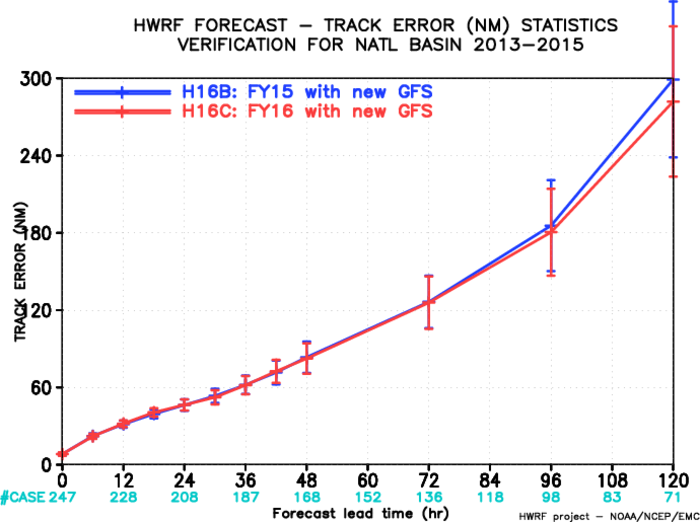 HWRF FORECAST − TRACK ERROR (NM) STATISTICS
VERIFICATION FOR NATL BASIN 2013−2015
H16B: FY15 with new GFS
H16C: FY16 with new GFS
TRACK ERROR (NM)
300
240
180
120
60
0
0 12 24 36 48 60 72 84 96 108 120
#CASE 247 228 208 187 168 152 136 118 98 83 71
Forecast lead time (hr)
HWRF project − NOAA/NCEP/EMC